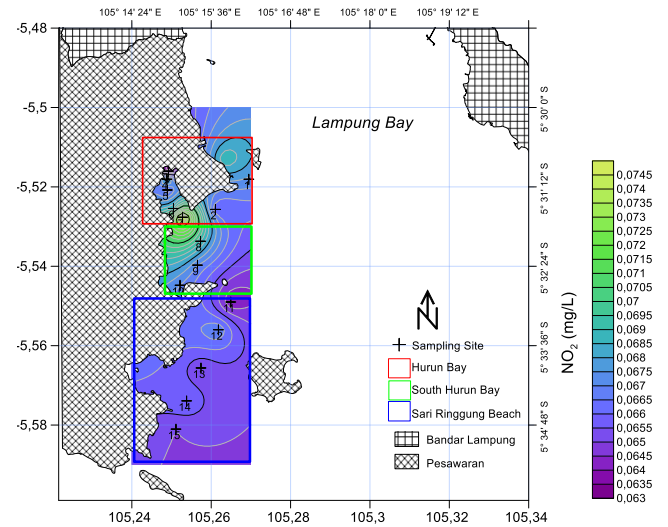 105° 14' 24" E 105° 15' 36" E 105° 16' 48" E 105° 18' 0" E 105° 19' 12" E
-5,48
-5,5
-5,52
-5,54
-5,56
-5,58
Lampung Bay
1
2
8
9
10
11
12
13
14
15
5° 30' 0" S
5° 31' 12" S
5° 32' 24" S
5° 33' 36" S
5° 34' 48" S
N
Sampling Site
Hurun Bay
South Hurun Bay
Sari Ringgung Beach
Bandar Lampung
Pesawaran
NO₂ (mg/L)
0,0745
0,074
0,073
0,072
0,0715
0,071
0,0705
0,07
0,0695
0,069
0,0685
0,068
0,0675
0,067
0,0665
0,066
0,0655
0,065
0,0645
0,064
0,063
105,24 105,26 105,28 105,3 105,32 105,34